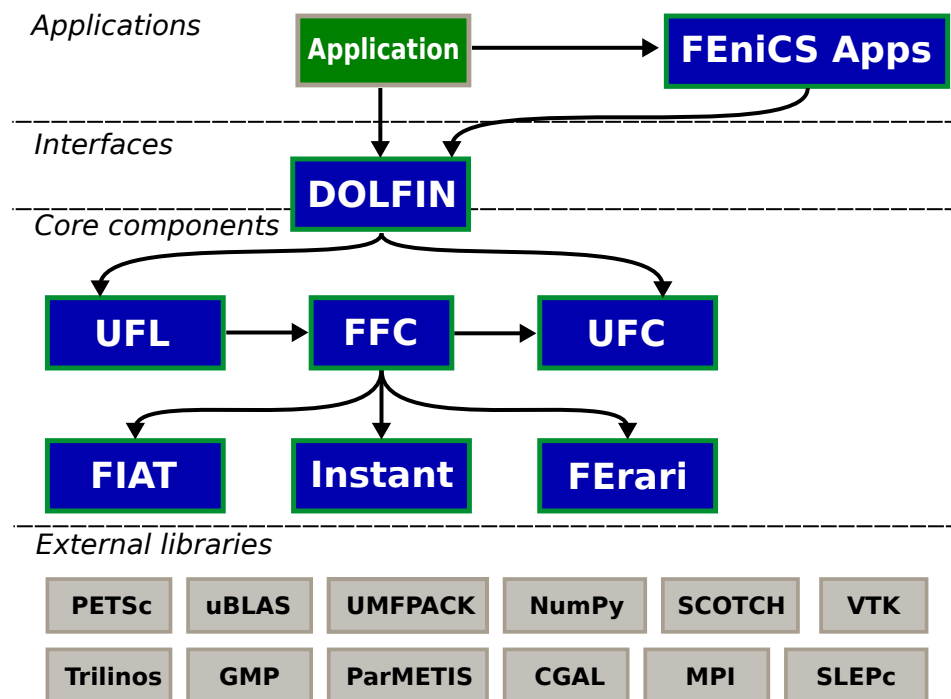 Applications
Application
FEniCS Apps
Interfaces
DOLFIN
Core components
UFL
FFC
UFC
FIAT
Instant
FErari
External libraries
PETSc
uBLAS
UMFPACK
NumPy
SCOTCH
VTK
Trilinos
GMP
ParMETIS
CGAL
MPI
SLEPc